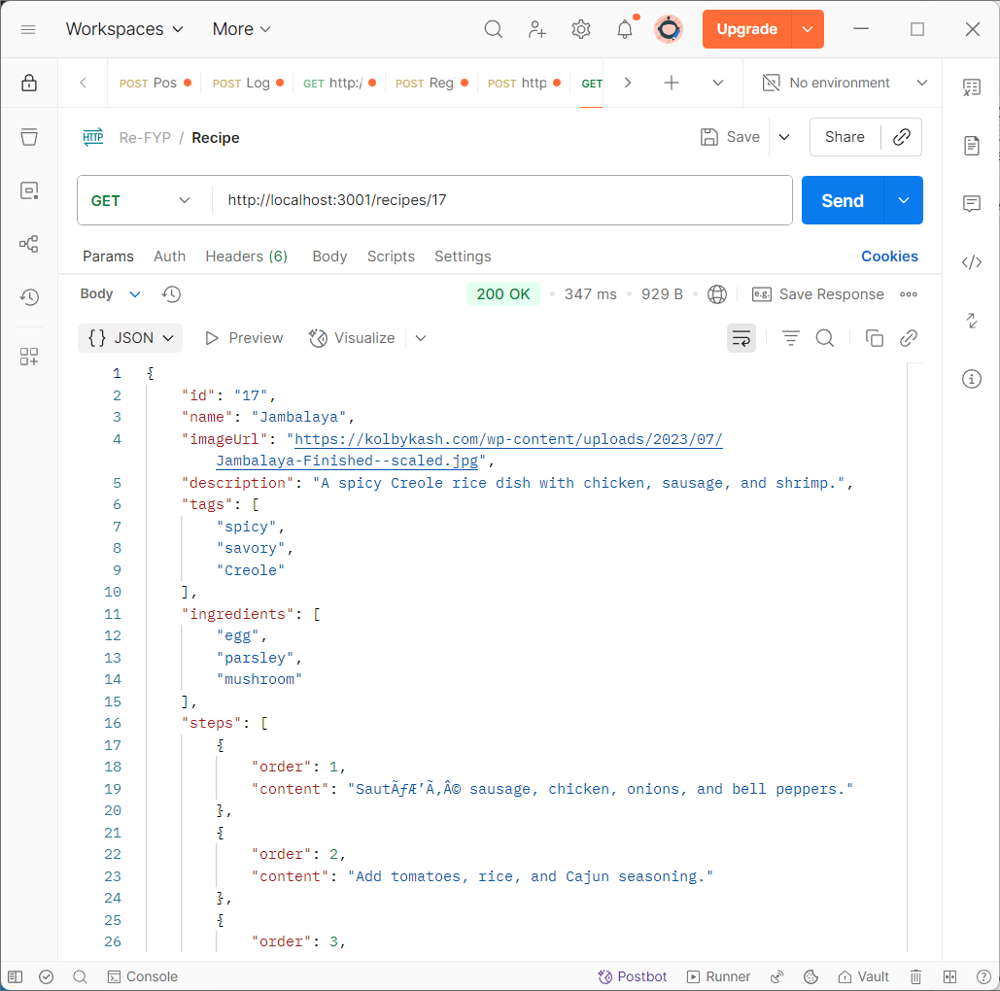 Workspaces More Upgrade
POST Pos POST Log GET http:/ POST Reg POST http GET No environment
HTTP Re-FYP / Recipe Save Share
GET http://localhost:3001/recipes/17 Send
Params Auth Headers (6) Body Scripts Settings Cookies
Body 200 OK 347 ms 929 B e.g. Save Response
{} JSON Preview Visualize
1 {
2 "id": "17",
3 "name": "Jambalaya",
4 "imageUrl": "https://kolbykash.com/wp-content/uploads/2023/07/
Jambalaya-Finished--scaled.jpg",
5 "description": "A spicy Creole rice dish with chicken, sausage, and shrimp.",
6 "tags": [
7 "spicy",
8 "savory",
9 "Creole"
10 ],
11 "ingredients": [
12 "egg",
13 "parsley",
14 "mushroom"
15 ],
16 "steps": [
17 {
18 "order": 1,
19 "content": "SautÃƒÆ’Ã‚Â© sausage, chicken, onions, and bell peppers."
20 },
21 {
22 "order": 2,
23 "content": "Add tomatoes, rice, and Cajun seasoning."
24 },
25 {
26 "order": 3,
Console Postbot Runner Vault